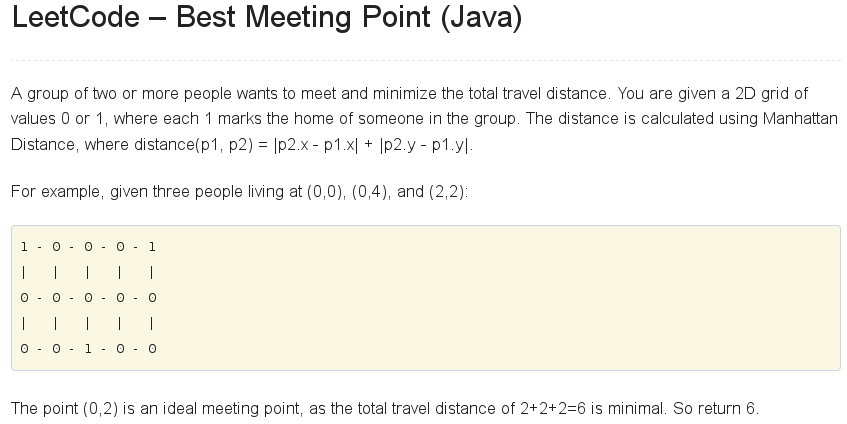 LeetCode – Best Meeting Point (Java)
A group of two or more people wants to meet and minimize the total travel distance. You are given a 2D grid of
values 0 or 1, where each 1 marks the home of someone in the group. The distance is calculated using Manhattan
Distance, where distance(p1, p2) = |p2.x - p1.x| + |p2.y - p1.y|.
For example, given three people living at (0,0), (0,4), and (2,2):
1 - 0 - 0 - 0 - 1
|   |   |   |   |
0 - 0 - 0 - 0 - 0
|   |   |   |   |
0 - 0 - 1 - 0 - 0
The point (0,2) is an ideal meeting point, as the total travel distance of 2+2+2=6 is minimal. So return 6.